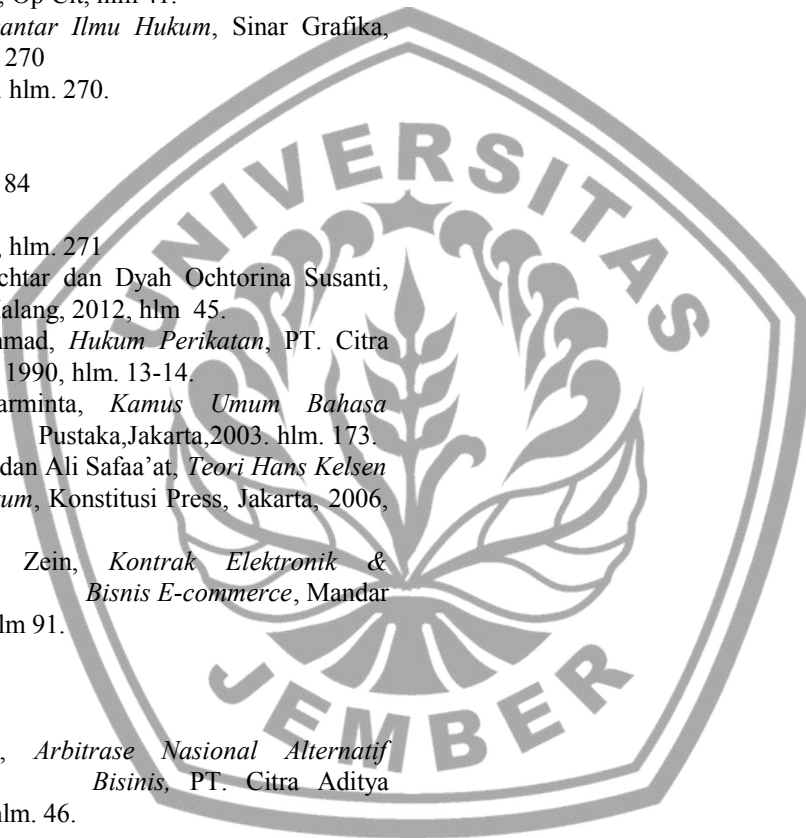 , Op Cit, hlm 41.
antar Ilmu Hukum, Sinar Grafika,
270
. hlm. 270.
84
, hlm. 271
chtar dan Dyah Ochtorina Susanti,
Malang, 2012, hlm 45.
mmad, Hukum Perikatan, PT. Citra
1990, hlm. 13-14.
arminta, Kamus Umum Bahasa
Pustaka,Jakarta,2003. hlm. 173.
dan Ali Safaa’at, Teori Hans Kelsen
um, Konstitusi Press, Jakarta, 2006,
Zein, Kontrak Elektronik &
Bisnis E-commerce, Mandar
lm 91.
, Arbitrase Nasional Alternatif
Bisinis, PT. Citra Aditya
hlm. 46.
UNIVERSITAS
JEMBER